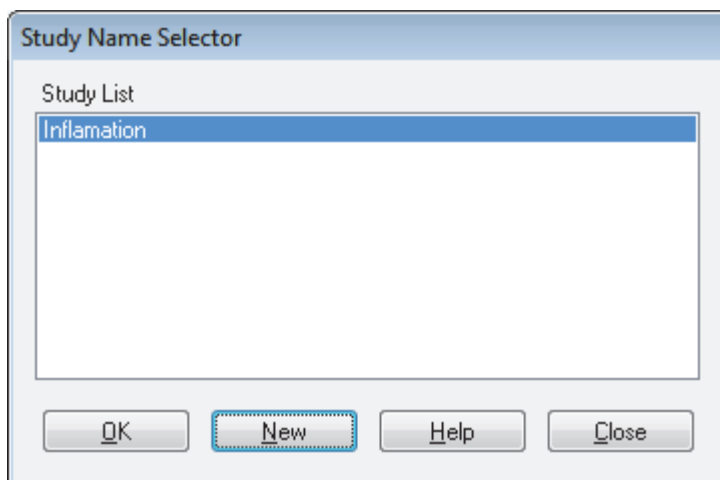 Study Name Selector
Study List
Inflamation
OK New Help Close